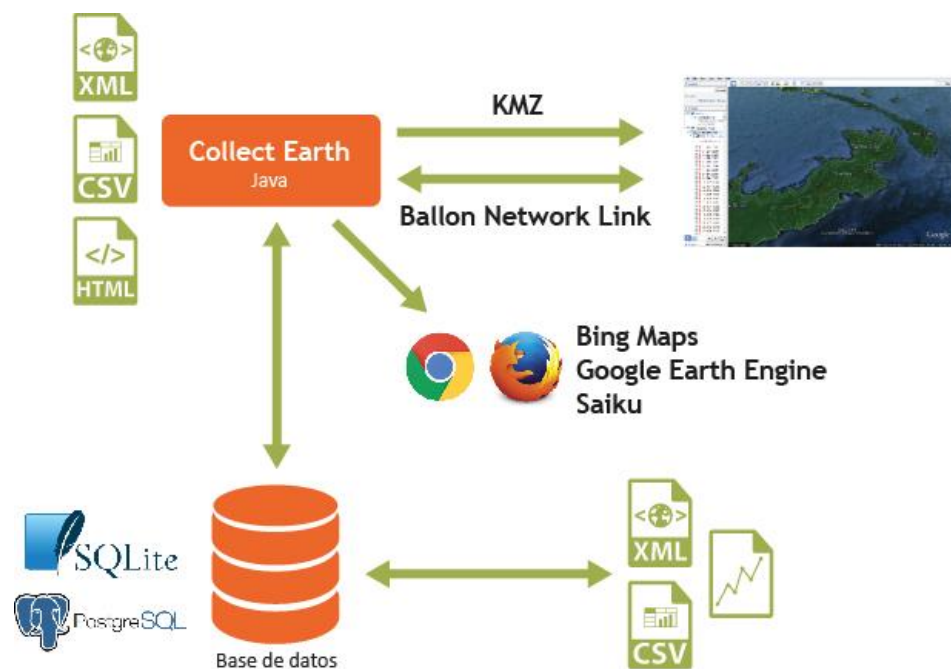 XML
CSV
HTML
Collect Earth
Java
KMZ
Ballon Network Link
Google
Bing Maps
Google Earth Engine
Saiku
SQLite
PostgreSQL
Base de datos
XML
CSV